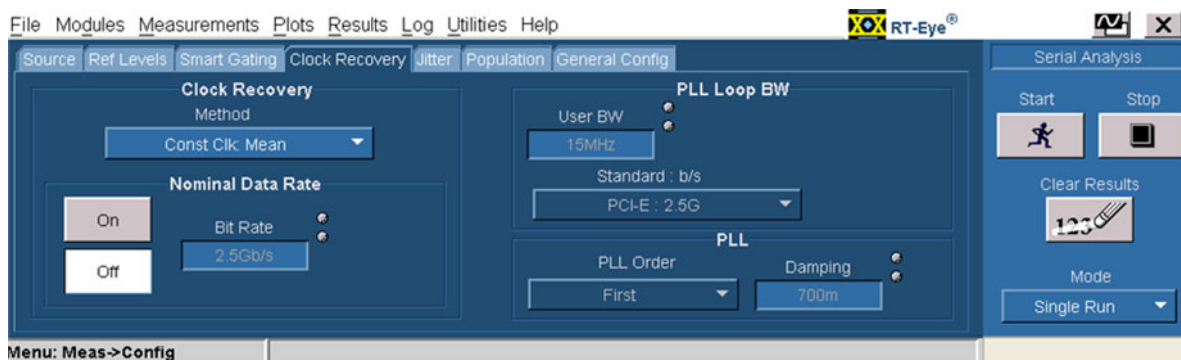 File Modules Measurements Plots Results Log Utilities Help
RT-Eye®
X
Source Ref Levels Smart Gating Clock Recovery Jitter Population General Config
Clock Recovery
Method
Const Clk: Mean
Nominal Data Rate
On
Off
Bit Rate
2.5Gb/s
PLL Loop BW
User BW
15MHz
Standard : b/s
PCI-E : 2.5G
PLL
PLL Order
First
Damping
700m
Serial Analysis
Start Stop
Clear Results
123
Mode
Single Run
Menu: Meas->Config